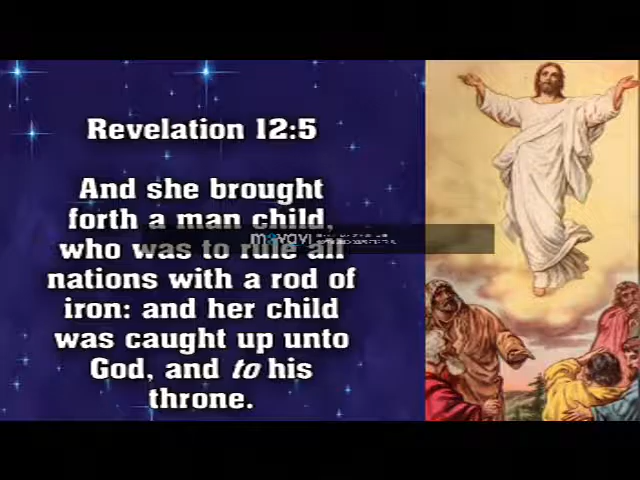 Revelation 12:5
And she brought
forth a man child,
who was to rule all
movavi
nations with a rod of
iron: and her child
was caught up unto
God, and to his
throne.